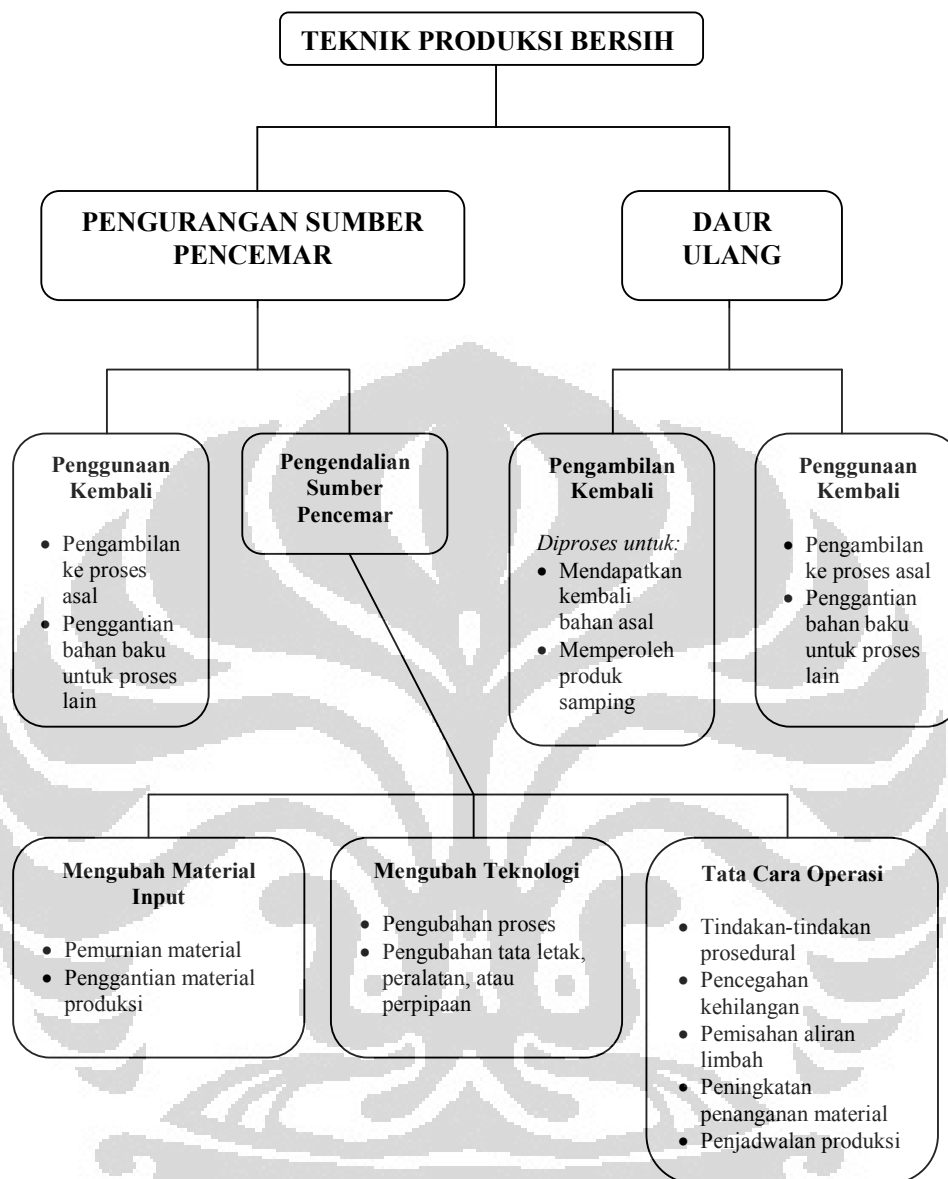 TEKNIK PRODUKSI BERSIH
PENGURANGAN SUMBER
PENCEMAR
DAUR
ULANG
Penggunaan
Kembali
• Pengambilan
ke proses
asal
• Penggantian
bahan baku
untuk proses
lain
Pengendalian
Sumber
Pencemar
Pengambilan
Kembali
Diproses untuk:
• Mendapatkan
kembali
bahan asal
• Memperoleh
produk
samping
Penggunaan
Kembali
• Pengambilan
ke proses asal
• Penggantian
bahan baku
untuk proses
lain
Mengubah Material
Input
• Pemurnian material
• Penggantian material
produksi
Mengubah Teknologi
• Pengubahan proses
• Pengubahan tata letak,
peralatan, atau
perpipaan
Tata Cara Operasi
• Tindakan-tindakan
prosedural
• Pencegahan
kehilangan
• Pemisahan aliran
limbah
• Peningkatan
penanganan material
• Penjadwalan produksi